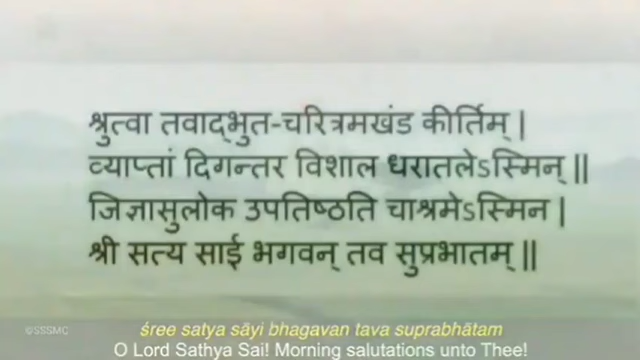 श्रुत्वा तवाद्भुत-चरित्रमखंड कीर्तिम् |
व्याप्तां दिगन्तर विशाल धरातलेऽस्मिन् ||
जिज्ञासुलोक उपतिष्ठति चाश्रमेऽस्मिन |
श्री सत्य साई भगवन् तव सुप्रभातम् ||
©SSSMC
śree satya sāyi bhagavan tava suprabhātam
O Lord Sathya Sai! Morning salutations unto Thee!